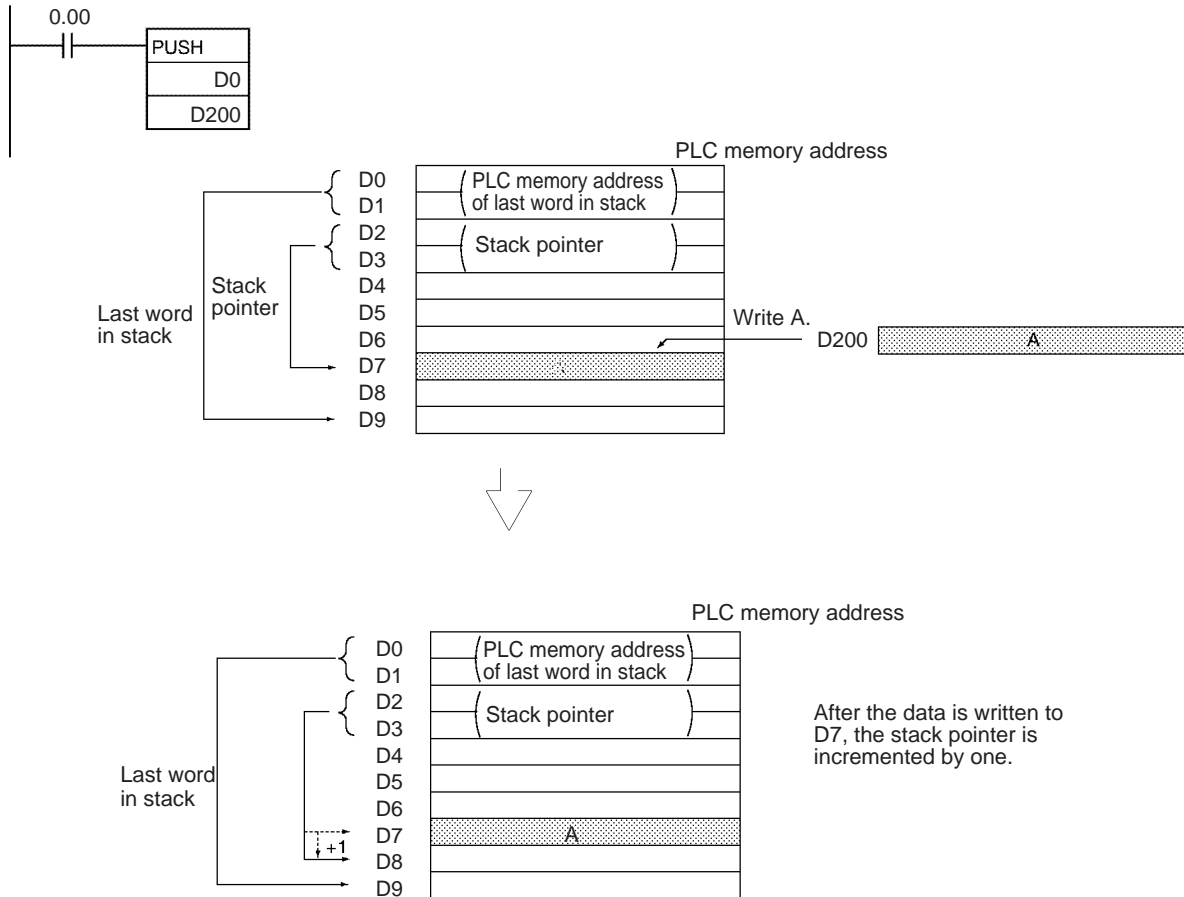 0.00
PUSH
D0
D200
PLC memory address
D0
D1
D2
D3
D4
D5
D6
D7
D8
D9
PLC memory address
of last word in stack
Stack pointer
Stack
pointer
Last word
in stack
Write A.
D200
A
PLC memory address
D0
D1
D2
D3
D4
D5
D6
D7
D8
D9
PLC memory address
of last word in stack
Stack pointer
Last word
in stack
+1
A
After the data is written to
D7, the stack pointer is
incremented by one.